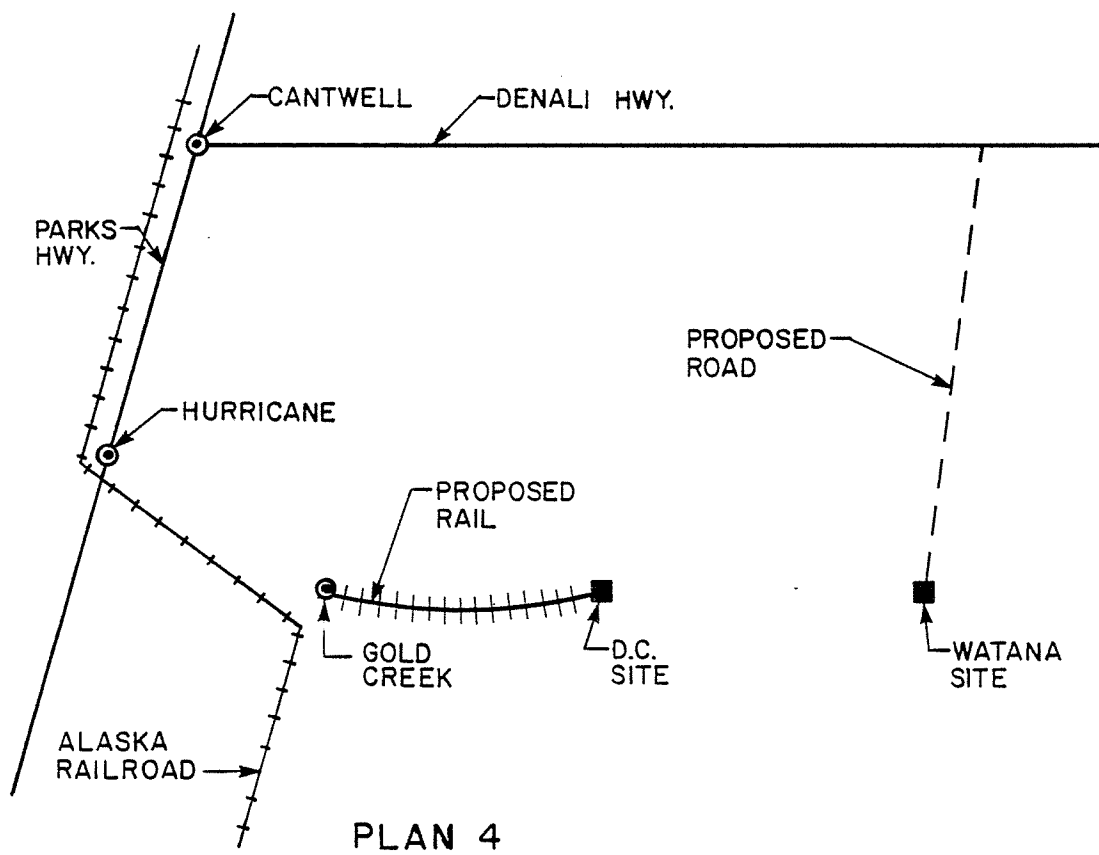 CANTWELL
DENALI HWY.
PARKS
HWY.
PROPOSED
ROAD
HURRICANE
PROPOSED
RAIL
GOLD
CREEK
D.C.
SITE
WATANA
SITE
ALASKA
RAILROAD
PLAN 4